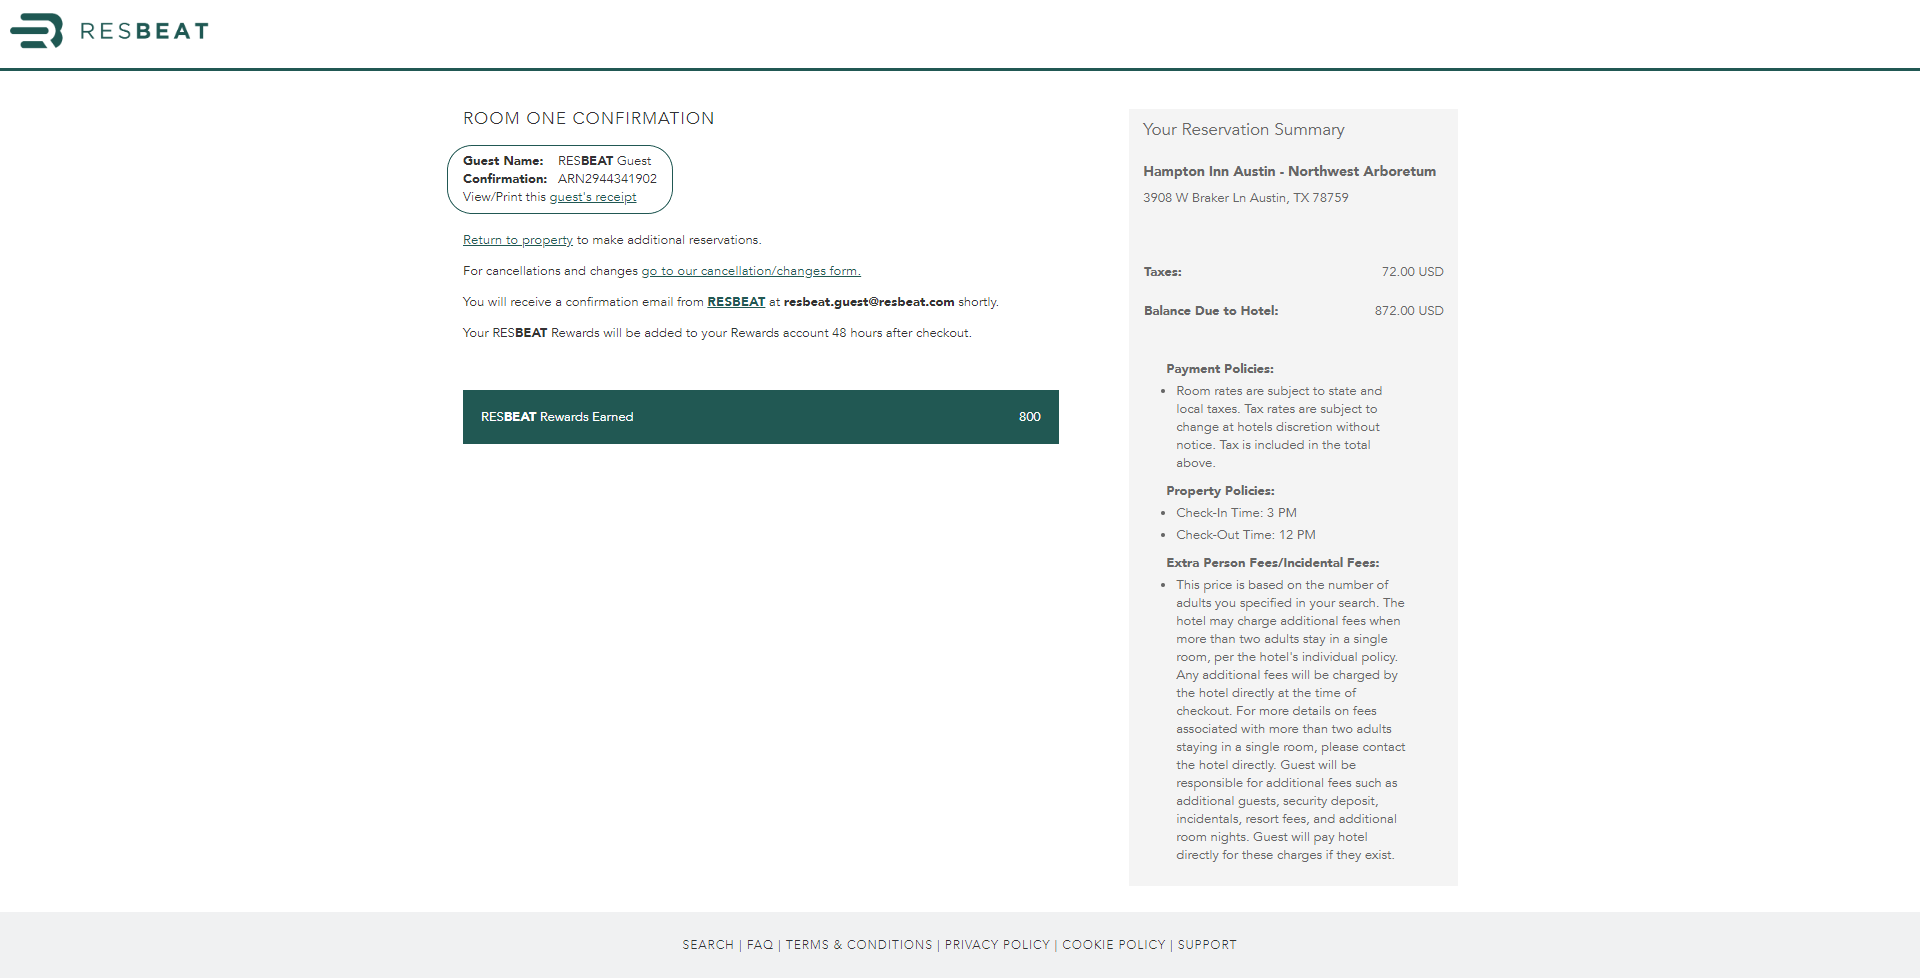 RESBEAT
ROOM ONE CONFIRMATION
Guest Name: RESBEAT Guest
Confirmation: ARN2944341902
View/Print this guest's receipt
Return to property to make additional reservations.
For cancellations and changes go to our cancellation/changes form.
You will receive a confirmation email from RESBEAT at resbeat.guest@resbeat.com shortly.
Your RESBEAT Rewards will be added to your Rewards account 48 hours after checkout.
RESBEAT Rewards Earned 800
Your Reservation Summary
Hampton Inn Austin - Northwest Arboretum
3908 W Braker Ln Austin, TX 78759
Taxes: 72.00 USD
Balance Due to Hotel: 872.00 USD
Payment Policies:
• Room rates are subject to state and
local taxes. Tax rates are subject to
change at hotels discretion without
notice. Tax is included in the total
above.
Property Policies:
• Check-In Time: 3 PM
• Check-Out Time: 12 PM
Extra Person Fees/Incidental Fees:
• This price is based on the number of
adults you specified in your search. The
hotel may charge additional fees when
more than two adults stay in a single
room, per the hotel's individual policy.
Any additional fees will be charged by
the hotel directly at the time of
checkout. For more details on fees
associated with more than two adults
staying in a single room, please contact
the hotel directly. Guest will be
responsible for additional fees such as
additional guests, security deposit,
incidentals, resort fees, and additional
room nights. Guest will pay hotel
directly for these charges if they exist.
SEARCH | FAQ | TERMS & CONDITIONS | PRIVACY POLICY | COOKIE POLICY | SUPPORT